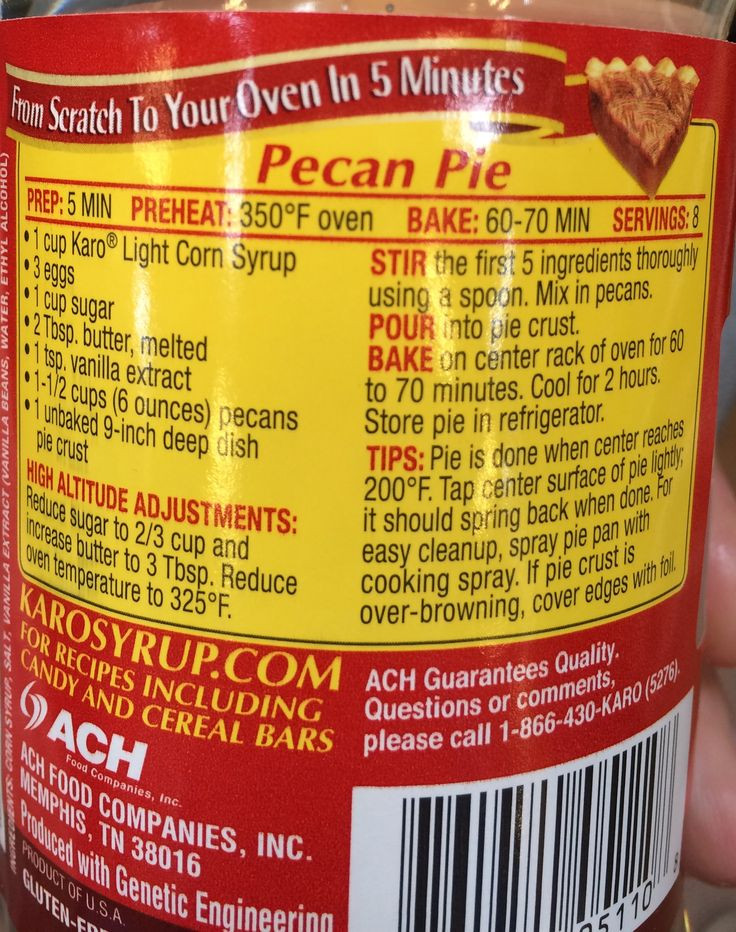 From Scratch To Your Oven In 5 Minutes
Pecan Pie
PREP: 5 MIN PREHEAT: 350°F oven BAKE: 60-70 MIN SERVINGS: 8
• 1 cup Karo® Light Corn Syrup
• 3 eggs
• 1 cup sugar
• 2 Tbsp. butter, melted
• 1 tsp. vanilla extract
• 1-1/2 cups (6 ounces) pecans
• 1 unbaked 9-inch deep dish
pie crust
HIGH ALTITUDE ADJUSTMENTS:
Reduce sugar to 2/3 cup and
increase butter to 3 Tbsp. Reduce
oven temperature to 325°F.
STIR the first 5 ingredients thoroughly
using a spoon. Mix in pecans.
POUR into pie crust.
BAKE on center rack of oven for 60
to 70 minutes. Cool for 2 hours.
Store pie in refrigerator.
TIPS: Pie is done when center reaches
200°F. Tap center surface of pie lightly;
it should spring back when done. For
easy cleanup, spray pie pan with
cooking spray. If pie crust is
over-browning, cover edges with foil.
KAROSYRUP.COM
FOR RECIPES INCLUDING
CANDY AND CEREAL BARS
ACH
Food Companies, Inc.
ACH FOOD COMPANIES, INC.
MEMPHIS, TN 38016
Produced with Genetic Engineering
PRODUCT OF U.S.A.
ACH Guarantees Quality.
Questions or comments,
please call 1-866-430-KARO (5276).
INGREDIENTS: CORN SYRUP, SALT, VANILLA EXTRACT (VANILLA BEANS, WATER, ETHYL ALCOHOL)
5110
8